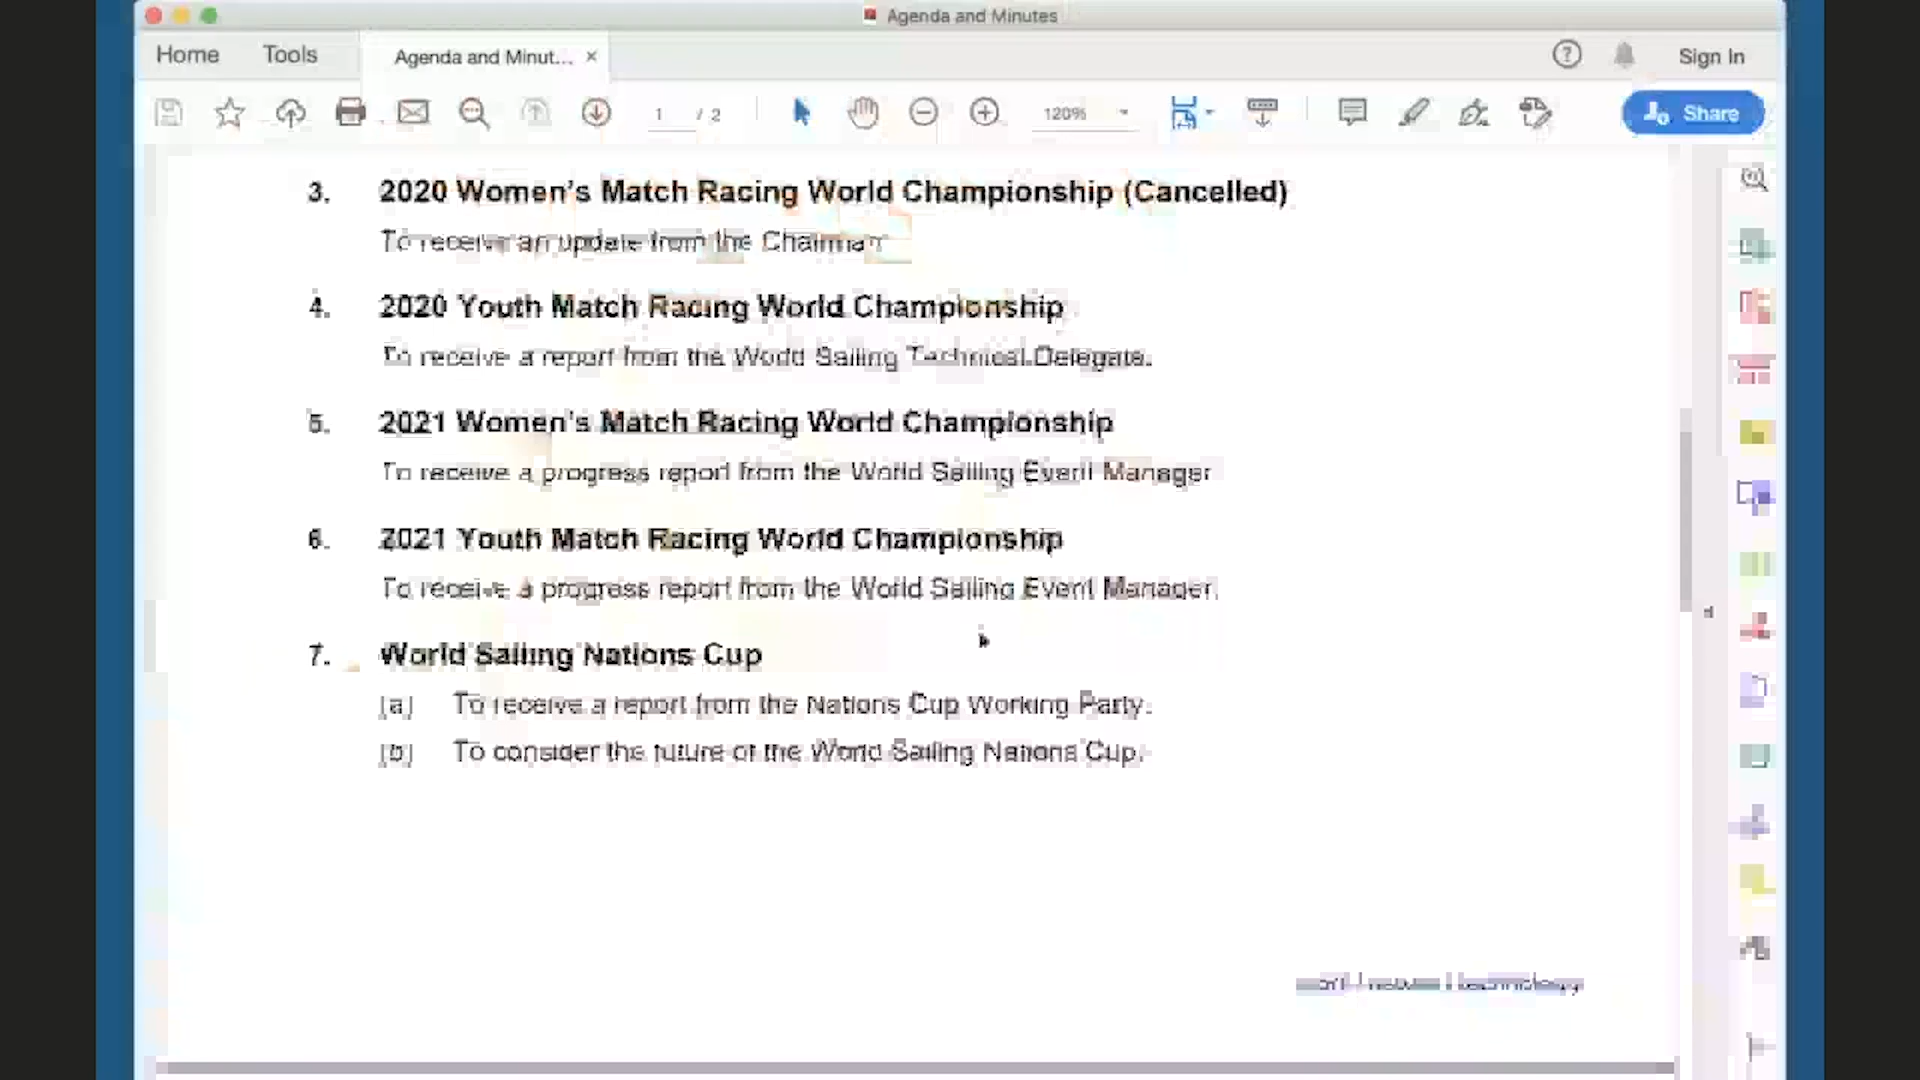 Agenda and Minutes
Home Tools Agenda and Minut... × Sign In
1 / 2 120% Share
3. 2020 Women's Match Racing World Championship (Cancelled)
To receive an update from the Chairman
4. 2020 Youth Match Racing World Championship
To receive a report from the World Sailing Technical Delegate.
5. 2021 Women's Match Racing World Championship
To receive a progress report from the World Sailing Event Manager
6. 2021 Youth Match Racing World Championship
To receive a progress report from the World Sailing Event Manager.
7. World Sailing Nations Cup
(a) To receive a report from the Nations Cup Working Party.
(b) To consider the future of the World Sailing Nations Cup.
sport / nature / technology